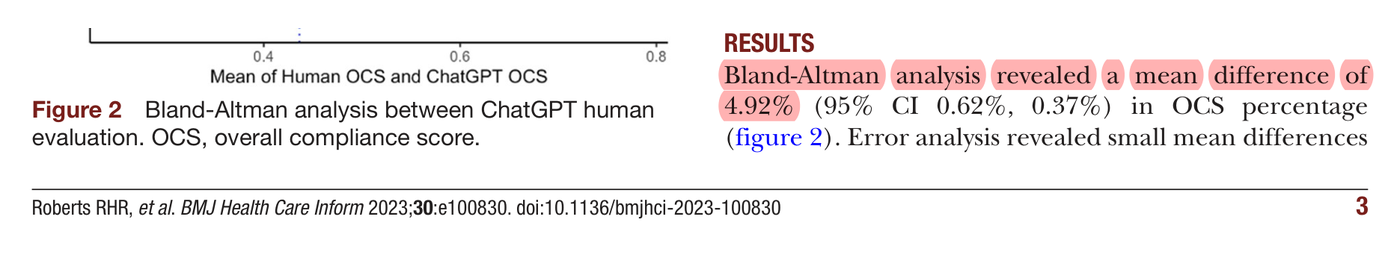 0.4 0.6 0.8
Mean of Human OCS and ChatGPT OCS
Figure 2 Bland-Altman analysis between ChatGPT human
evaluation. OCS, overall compliance score.
RESULTS
Bland-Altman analysis revealed a mean difference of
4.92% (95% CI 0.62%, 0.37%) in OCS percentage
(figure 2). Error analysis revealed small mean differences
Roberts RHR, et al. BMJ Health Care Inform 2023;30:e100830. doi:10.1136/bmjhci-2023-100830
3